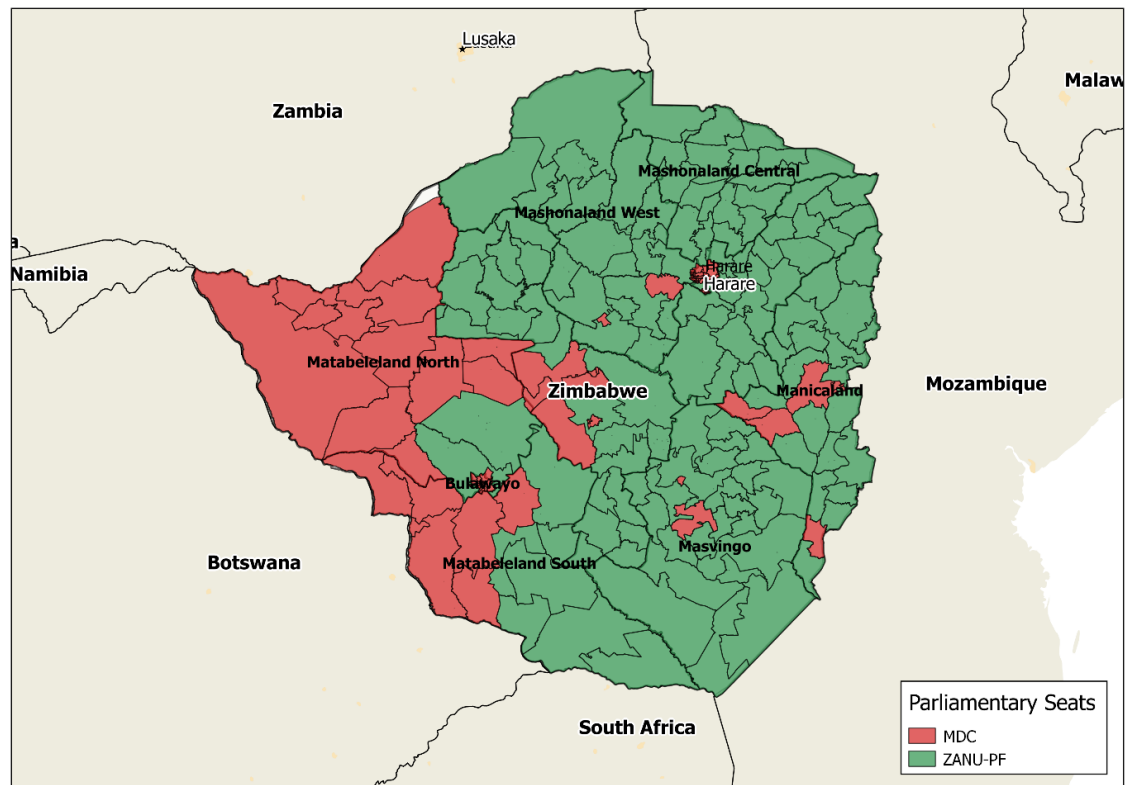 Lusaka
Malaw
Zambia
Mashonaland Central
Mashonaland West
a
Namibia
Harare
Harare
Matabeleland North
Zimbabwe
Manicaland
Mozambique
Bulawayo
Masvingo
Botswana
Matabeleland South
South Africa
Parliamentary Seats
MDC
ZANU-PF